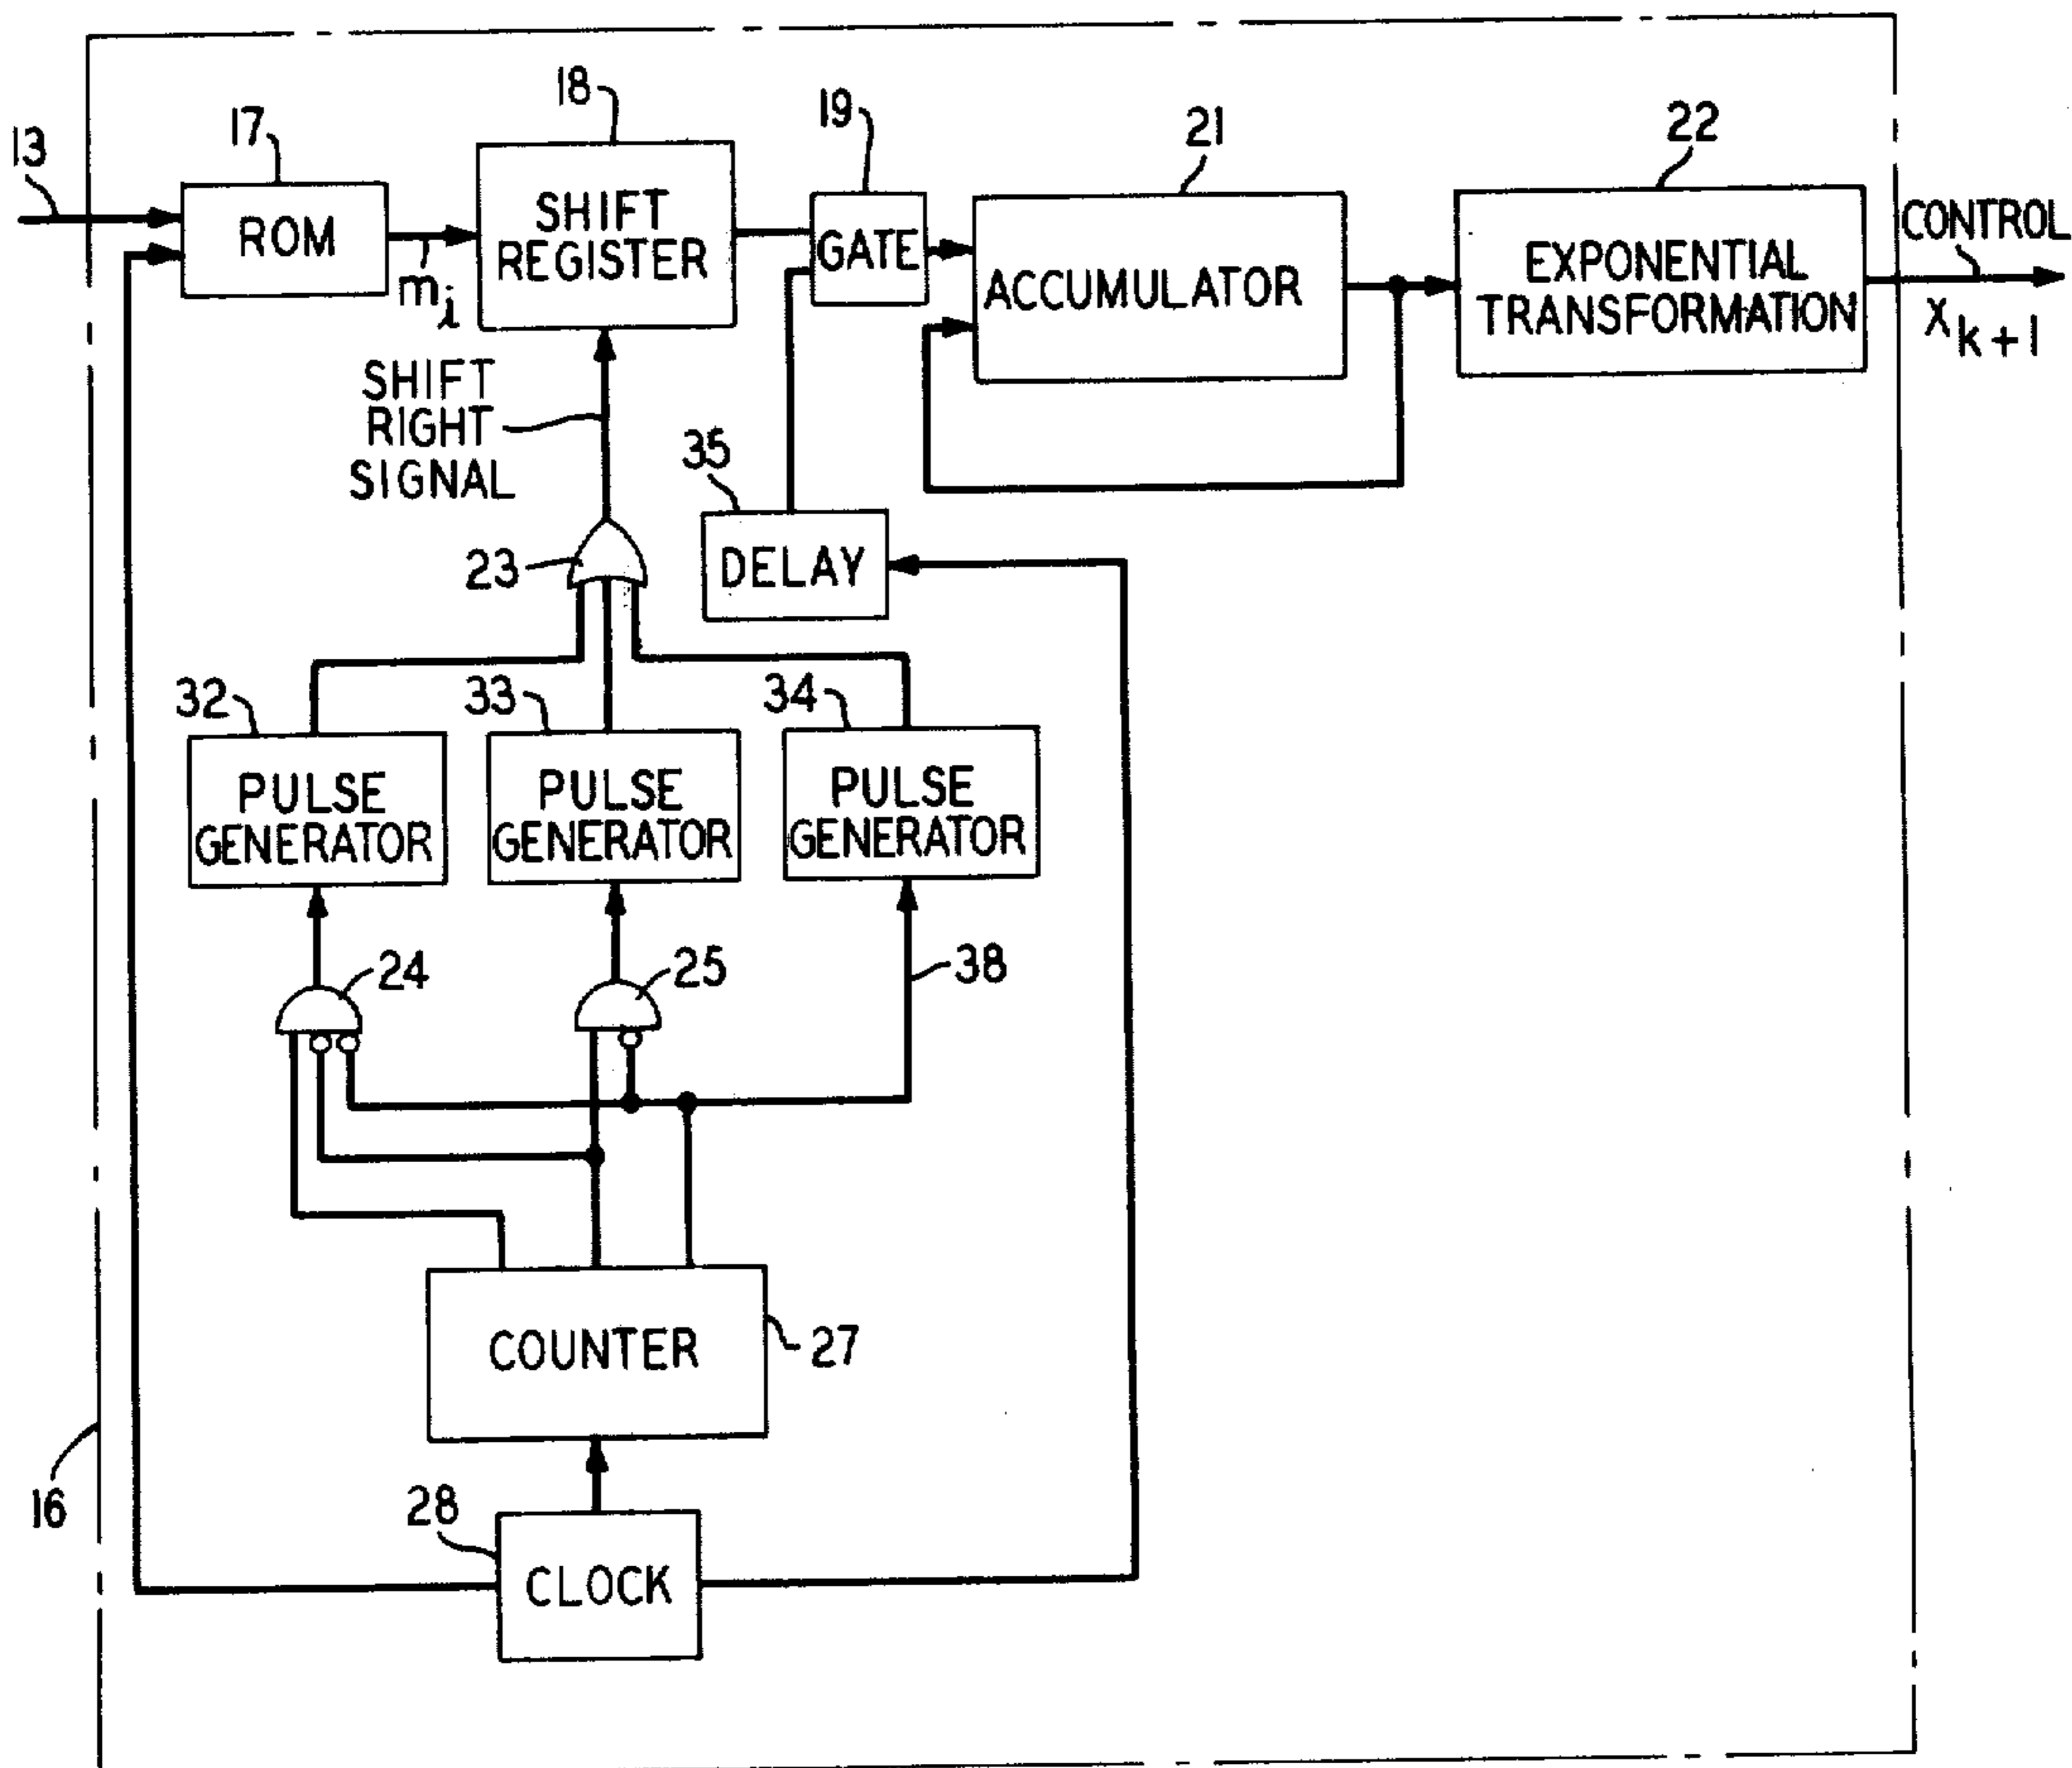 13
17
ROM
m_i
18
SHIFT
REGISTER
19
GATE
21
ACCUMULATOR
22
EXPONENTIAL
TRANSFORMATION
CONTROL
X_{k+1}
SHIFT
RIGHT
SIGNAL
35
DELAY
23
32
PULSE
GENERATOR
33
PULSE
GENERATOR
34
PULSE
GENERATOR
24
25
38
COUNTER
27
16
28
CLOCK